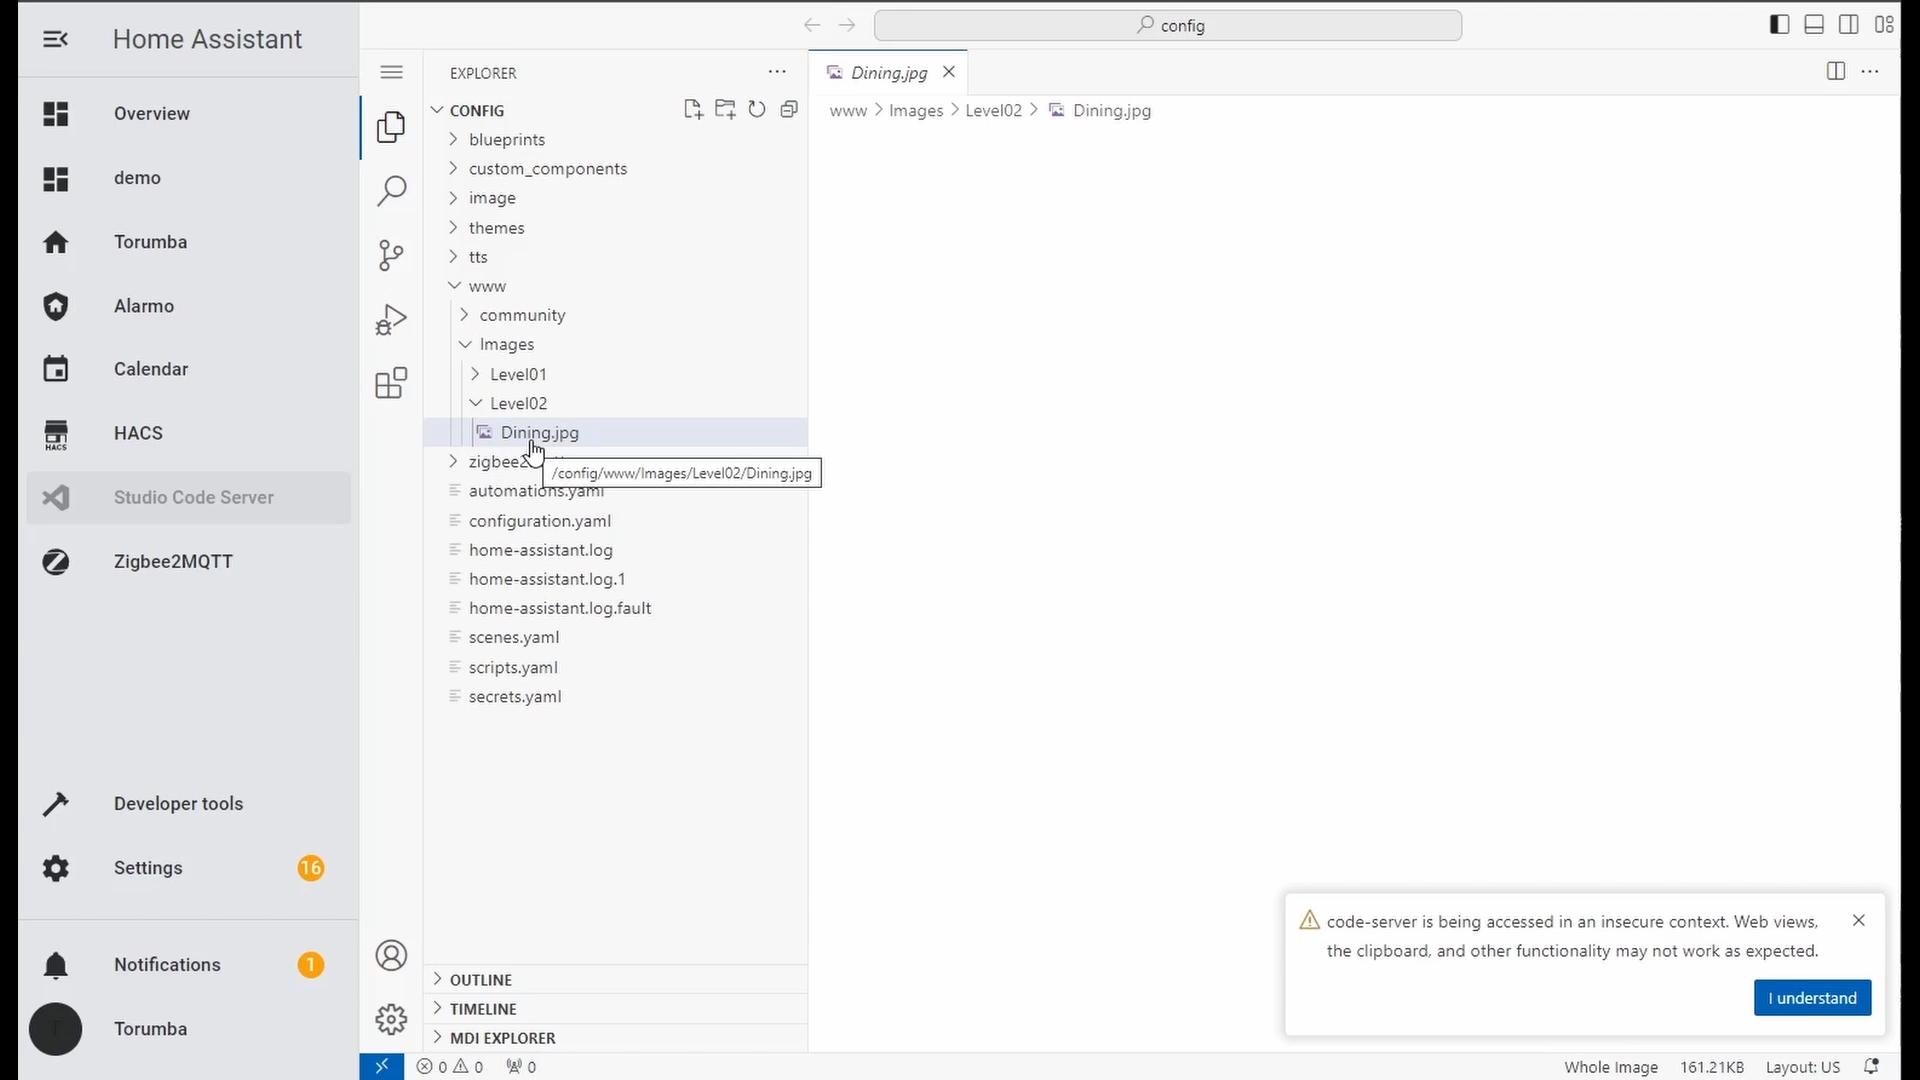 Home Assistant
Overview
demo
Torumba
Alarmo
Calendar
HACS
HACS
Studio Code Server
Zigbee2MQTT
Developer tools
Settings
16
Notifications
1
Torumba
config
EXPLORER
CONFIG
blueprints
custom_components
image
themes
tts
www
community
Images
Level01
Level02
Dining.jpg
zigbee2
/config/www/Images/Level02/Dining.jpg
automations.yaml
configuration.yaml
home-assistant.log
home-assistant.log.1
home-assistant.log.fault
scenes.yaml
scripts.yaml
secrets.yaml
OUTLINE
TIMELINE
MDI EXPLORER
Dining.jpg
www > Images > Level02 > Dining.jpg
code-server is being accessed in an insecure context. Web views,
the clipboard, and other functionality may not work as expected.
I understand
0 0 0
Whole Image 161.21KB Layout: US